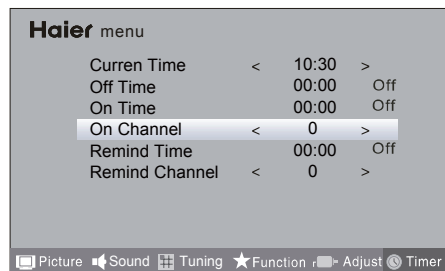 Haier menu
Curren Time < 10:30 >
Off Time 00:00 Off
On Time 00:00 Off
On Channel < 0 >
Remind Time 00:00 Off
Remind Channel < 0 >
Picture Sound Tuning Function r Adjust Timer